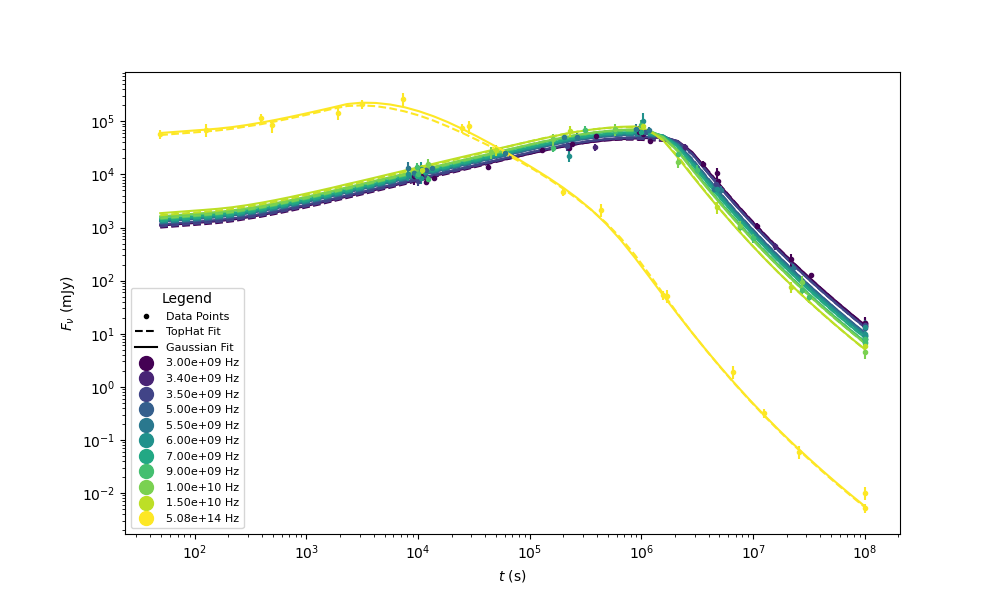 10^5
10^4
10^3
10^2
10^1
10^0
10^-1
10^-2
F_ν (mJy)
Legend
Data Points
TopHat Fit
Gaussian Fit
3.00e+09 Hz
3.40e+09 Hz
3.50e+09 Hz
5.00e+09 Hz
5.50e+09 Hz
6.00e+09 Hz
7.00e+09 Hz
9.00e+09 Hz
1.00e+10 Hz
1.50e+10 Hz
5.08e+14 Hz
10^2 10^3 10^4 10^5 10^6 10^7 10^8
t (s)